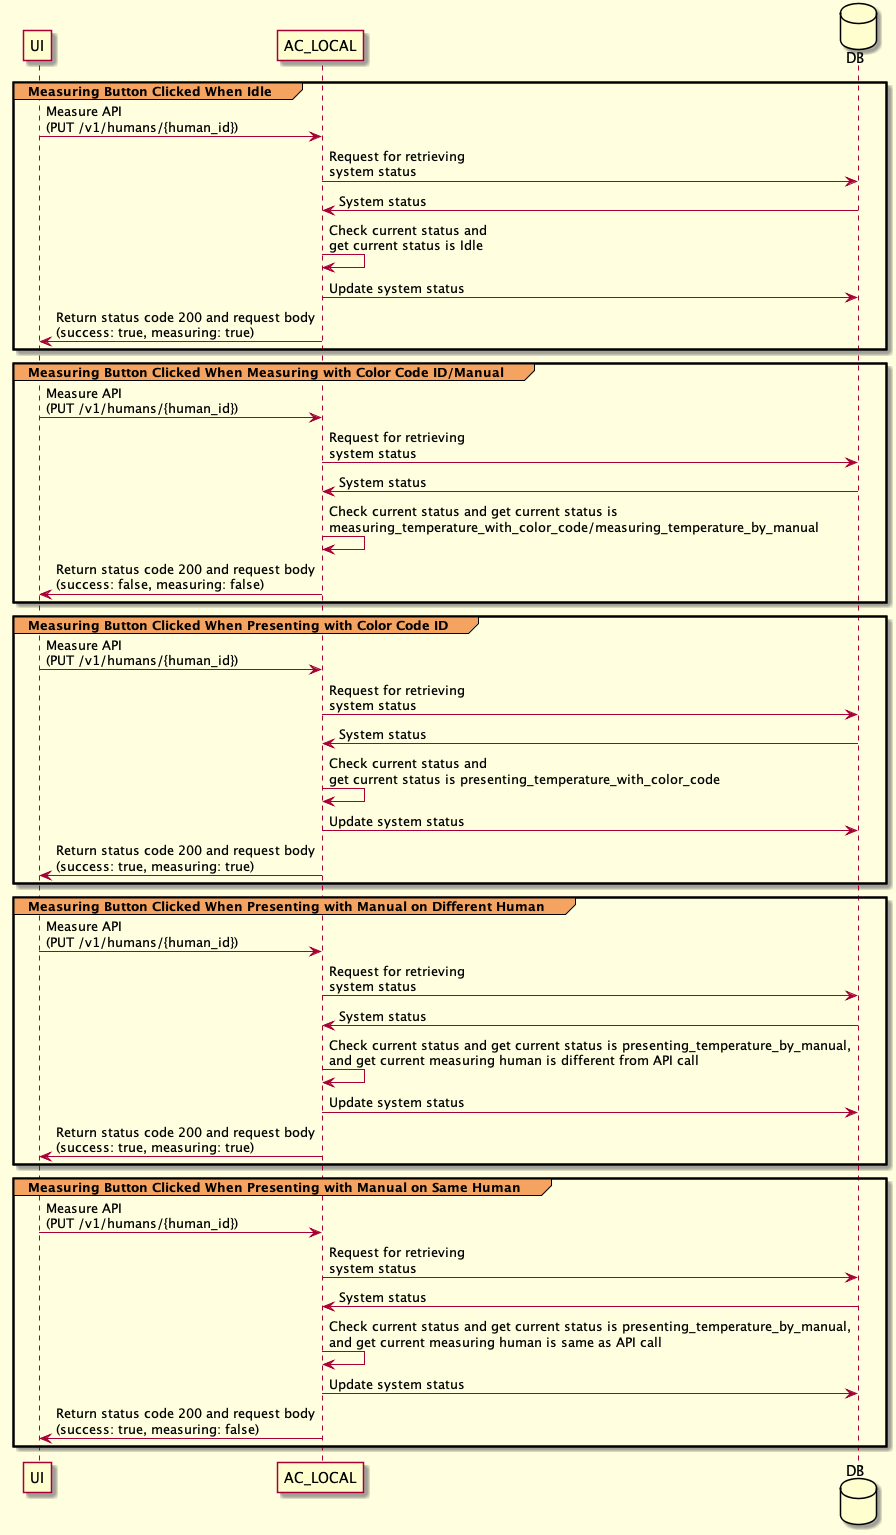 UI
AC_LOCAL
DB
Measuring Button Clicked When Idle
Measure API
(PUT /v1/humans/{human_id})
Request for retrieving
system status
System status
Check current status and
get current status is Idle
Update system status
Return status code 200 and request body
(success: true, measuring: true)
Measuring Button Clicked When Measuring with Color Code ID/Manual
Measure API
(PUT /v1/humans/{human_id})
Request for retrieving
system status
System status
Check current status and get current status is
measuring_temperature_with_color_code/measuring_temperature_by_manual
Return status code 200 and request body
(success: false, measuring: false)
Measuring Button Clicked When Presenting with Color Code ID
Measure API
(PUT /v1/humans/{human_id})
Request for retrieving
system status
System status
Check current status and
get current status is presenting_temperature_with_color_code
Update system status
Return status code 200 and request body
(success: true, measuring: true)
Measuring Button Clicked When Presenting with Manual on Different Human
Measure API
(PUT /v1/humans/{human_id})
Request for retrieving
system status
System status
Check current status and get current status is presenting_temperature_by_manual,
and get current measuring human is different from API call
Update system status
Return status code 200 and request body
(success: true, measuring: true)
Measuring Button Clicked When Presenting with Manual on Same Human
Measure API
(PUT /v1/humans/{human_id})
Request for retrieving
system status
System status
Check current status and get current status is presenting_temperature_by_manual,
and get current measuring human is same as API call
Update system status
Return status code 200 and request body
(success: true, measuring: false)
UI
AC_LOCAL
DB